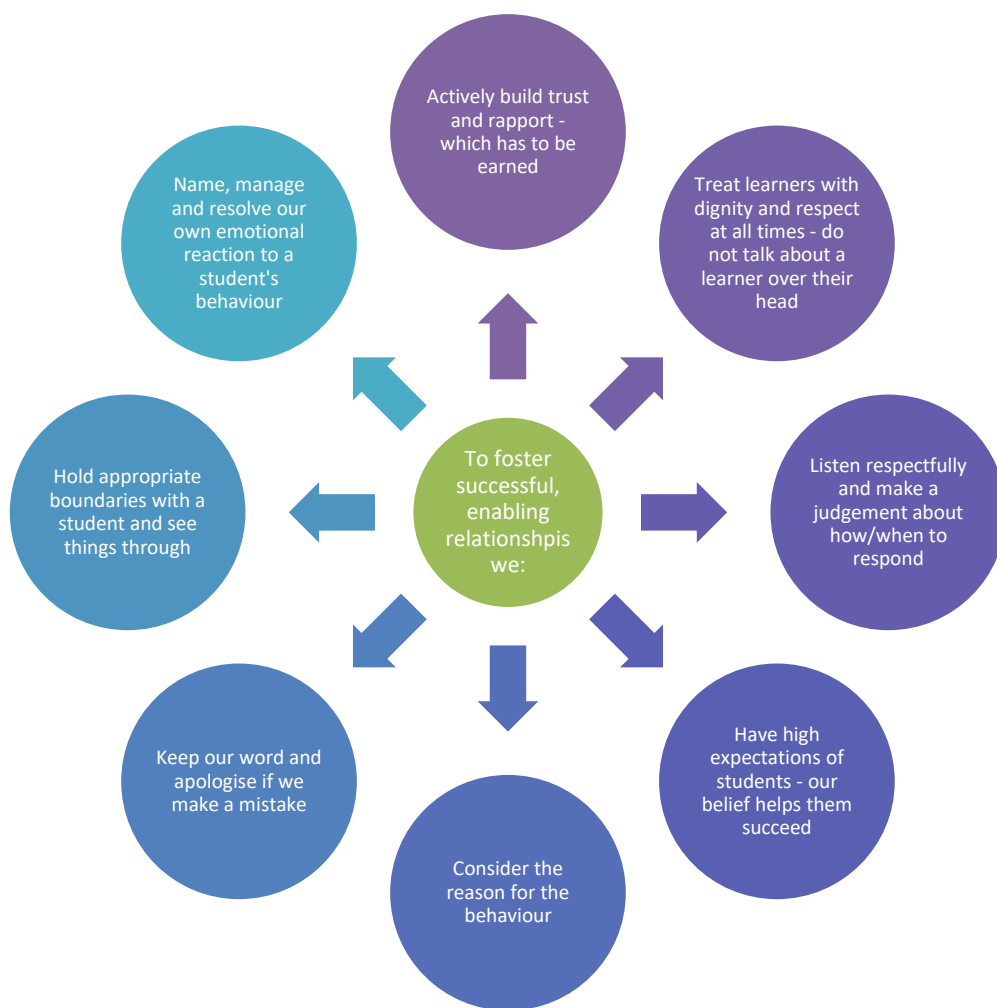 Actively build trust
and rapport -
which has to be
earned
Treat learners with
dignity and respect
at all times - do
not talk about a
learner over their
head
Listen respectfully
and make a
judgement about
how/when to
respond
Have high
expectations of
students - our
belief helps them
succeed
Consider the
reason for the
behaviour
Keep our word and
apologise if we
make a mistake
Hold appropriate
boundaries with a
student and see
things through
Name, manage
and resolve our
own emotional
reaction to a
student's
behaviour
To foster
successful,
enabling
relationshpis
we: